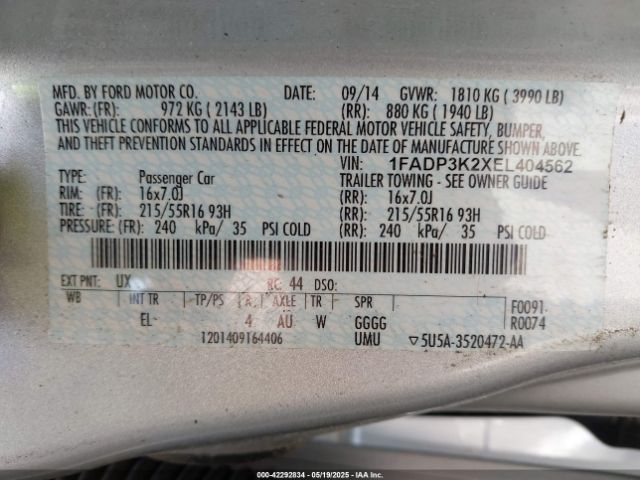 MFD. BY FORD MOTOR CO. DATE: 09/14 GVWR: 1810 KG ( 3990 LB)
GAWR: (FR): 972 KG ( 2143 LB) (RR): 880 KG ( 1940 LB)
THIS VEHICLE CONFORMS TO ALL APPLICABLE FEDERAL MOTOR VEHICLE SAFETY, BUMPER,
AND THEFT PREVENTION STANDARDS IN EFFECT ON THE DATE OF MANUFACTURE SHOWN ABOVE.
VIN: 1FADP3K2XEL404562
TYPE: Passenger Car TRAILER TOWING - SEE OWNER GUIDE
RIM: (FR): 16x7.0J (RR): 16x7.0J
TIRE: (FR): 215/55R16 93H (RR): 215/55R16 93H
PRESSURE: (FR): 240 kPa/ 35 PSI COLD (RR): 240 kPa/ 35 PSI COLD
EXT PNT: UX RC: 44 DSO:
WB INT TR TP/PS R AXLE TR SPR F0091
EL 4 AU W GGGG R0074
1201409164406 UMU ▽5U5A-3520472-AA
000-42292834 - 05/19/2025 - IAAI.COM